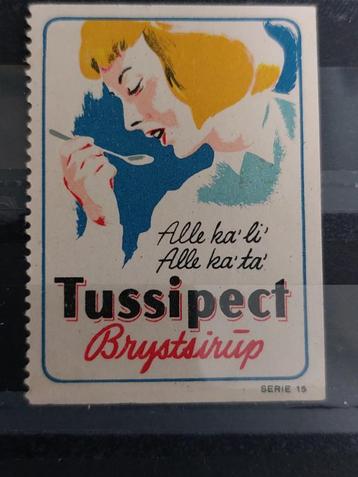 Alle ka' li'
Alle ka' ta'
Tussipect
Brystsirup
SERIE 15